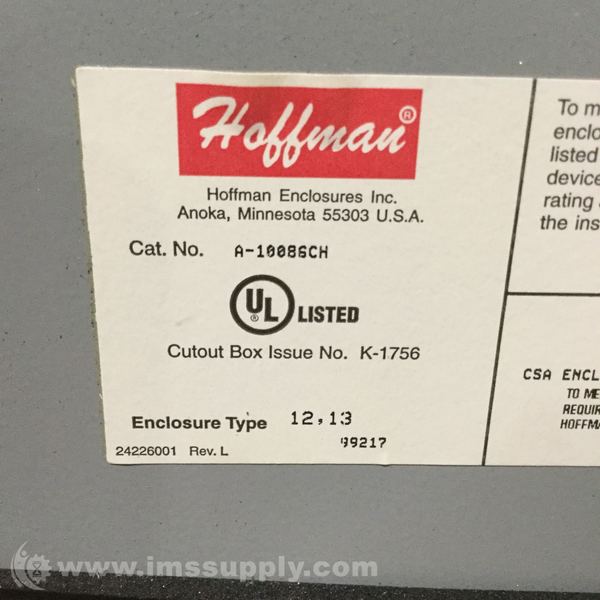 Hoffman®
Hoffman Enclosures Inc.
Anoka, Minnesota 55303 U.S.A.
Cat. No. A-10086CH
UL® LISTED
Cutout Box Issue No. K-1756
Enclosure Type 12,13
99217
24226001 Rev. L
To m
enclo
listed
device
rating
the ins
CSA ENCL
TO ME
REQUIR
HOFFMA
www.imssupply.com